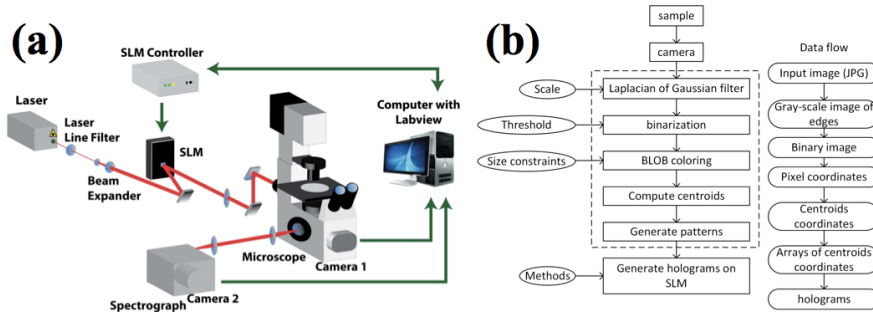 (a)
SLM Controller
Laser
Laser
Line Filter
SLM
Beam
Expander
Computer with
Labview
Microscope
Camera 1
Spectrograph
Camera 2
(b)
sample
camera
Scale
Laplacian of Gaussian filter
Threshold
binarization
Size constraints
BLOB coloring
Compute centroids
Generate patterns
Methods
Generate holograms on
SLM
Data flow
Input image (JPG)
Gray-scale image of
edges
Binary image
Pixel coordinates
Centroids
coordinates
Arrays of centroids
coordinates
holograms